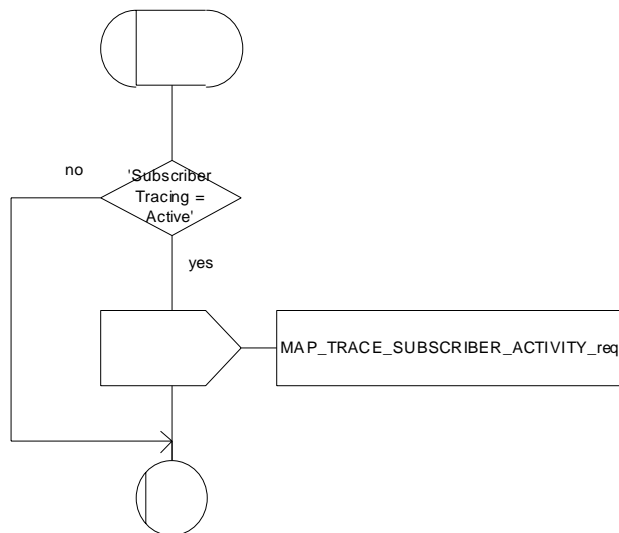 no
'Subscriber
Tracing =
Active'
yes
MAP_TRACE_SUBSCRIBER_ACTIVITY_req